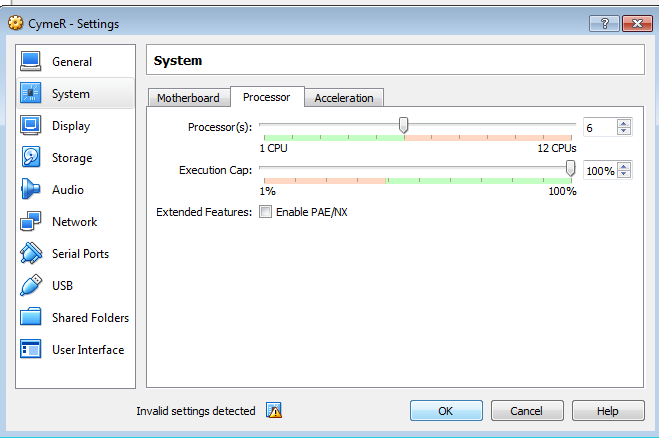 CymeR - Settings
General
System
Display
Storage
Audio
Network
Serial Ports
USB
Shared Folders
User Interface
System
Motherboard Processor Acceleration
Processor(s): 6
1 CPU 12 CPUs
Execution Cap: 100%
1% 100%
Extended Features: Enable PAE/NX
Invalid settings detected
OK Cancel Help